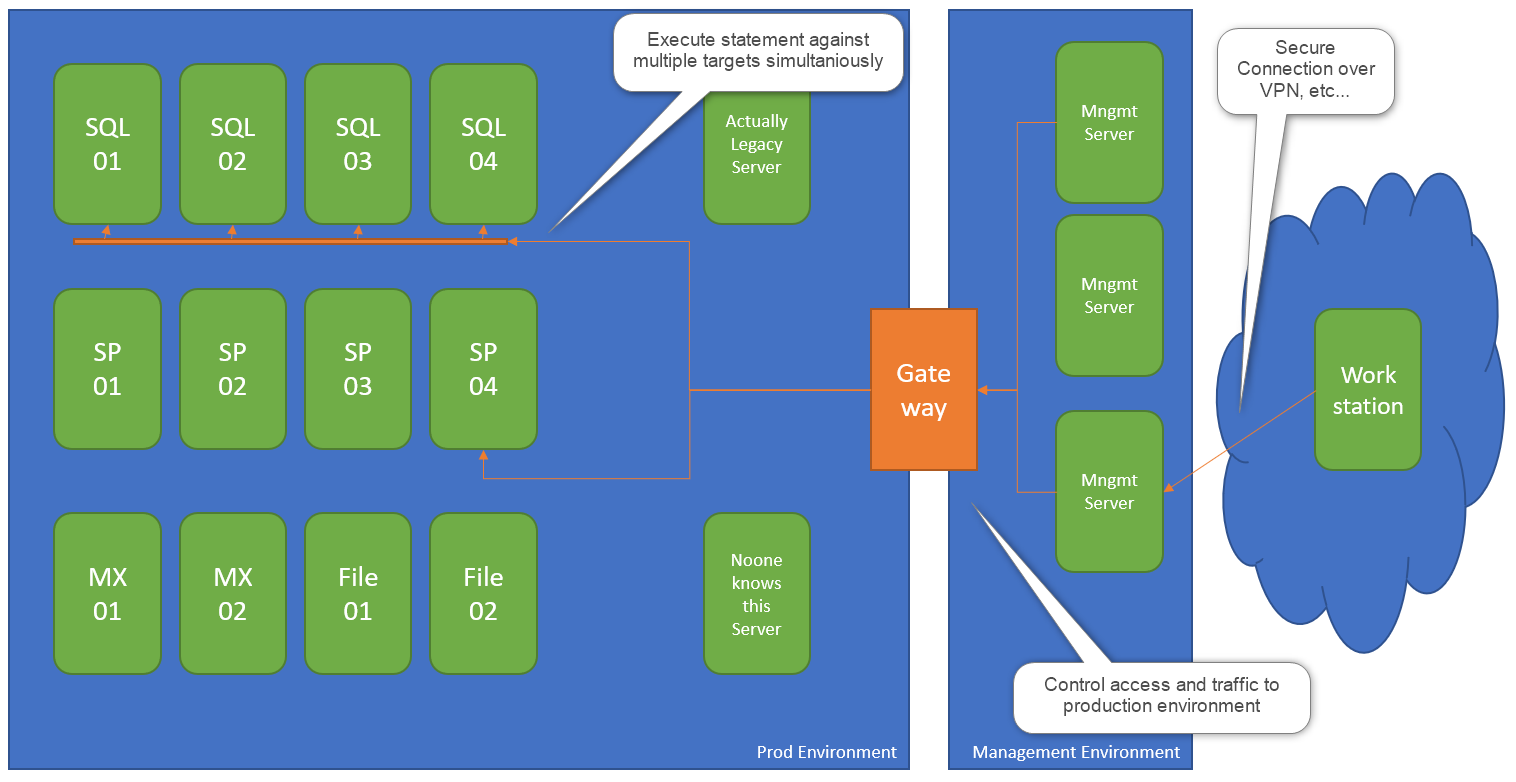 Execute statement against
multiple targets simultaniously
Secure
Connection over
VPN, etc...
SQL
01
SQL
02
SQL
03
SQL
04
Actually
Legacy
Server
Mngmt
Server
Mngmt
Server
SP
01
SP
02
SP
03
SP
04
Gate
way
Work
station
Mngmt
Server
MX
01
MX
02
File
01
File
02
Noone
knows
this
Server
Control access and traffic to
production environment
Prod Environment
Management Environment